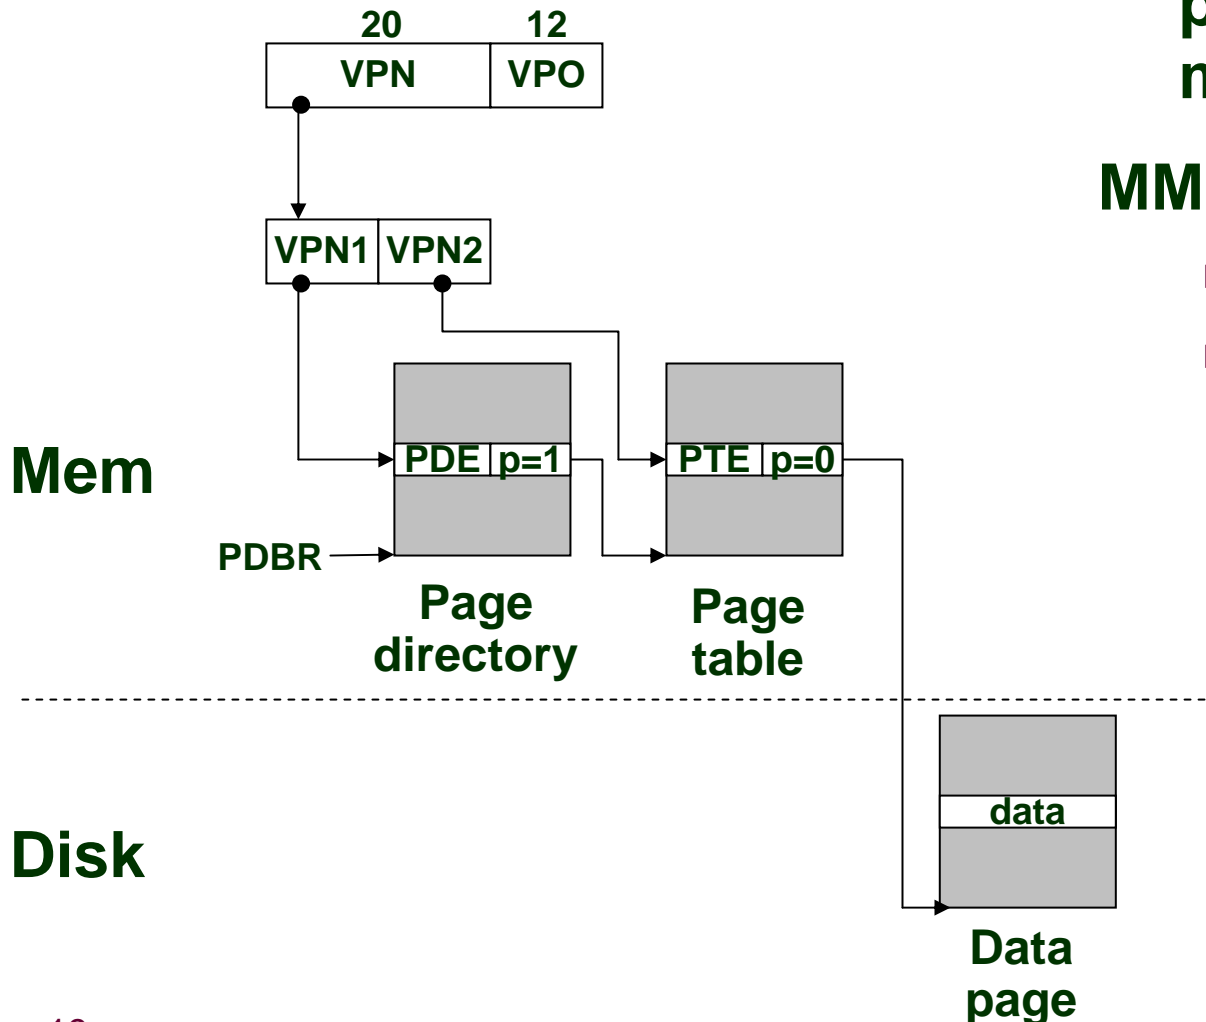 20 12
VPN VPO
MM
VPN1 VPN2
Mem
PDE p=1 PTE p=0
PDBR
Page
directory
Page
table
data
Disk
Data
page